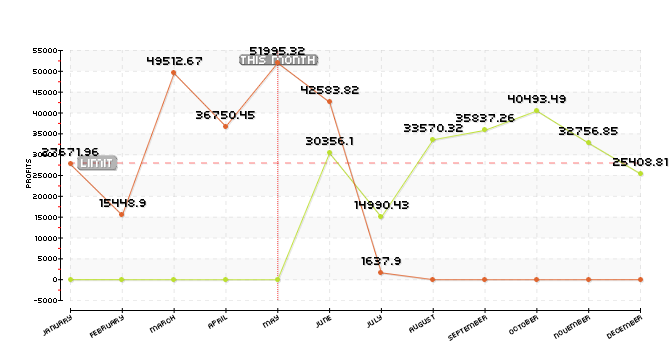 55000
50000
45000
40000
35000
30000
25000
20000
15000
10000
5000
0
-5000
PROFITS
THIS MONTH
LIMIT
27671.96
15448.9
49512.67
36750.45
51995.32
42583.82
1637.9
30356.1
14990.43
33570.32
35837.26
40493.49
32756.85
25408.81
JANUARY
FEBRUARY
MARCH
APRIL
MAY
JUNE
JULY
AUGUST
SEPTEMBER
OCTOBER
NOVEMBER
DECEMBER